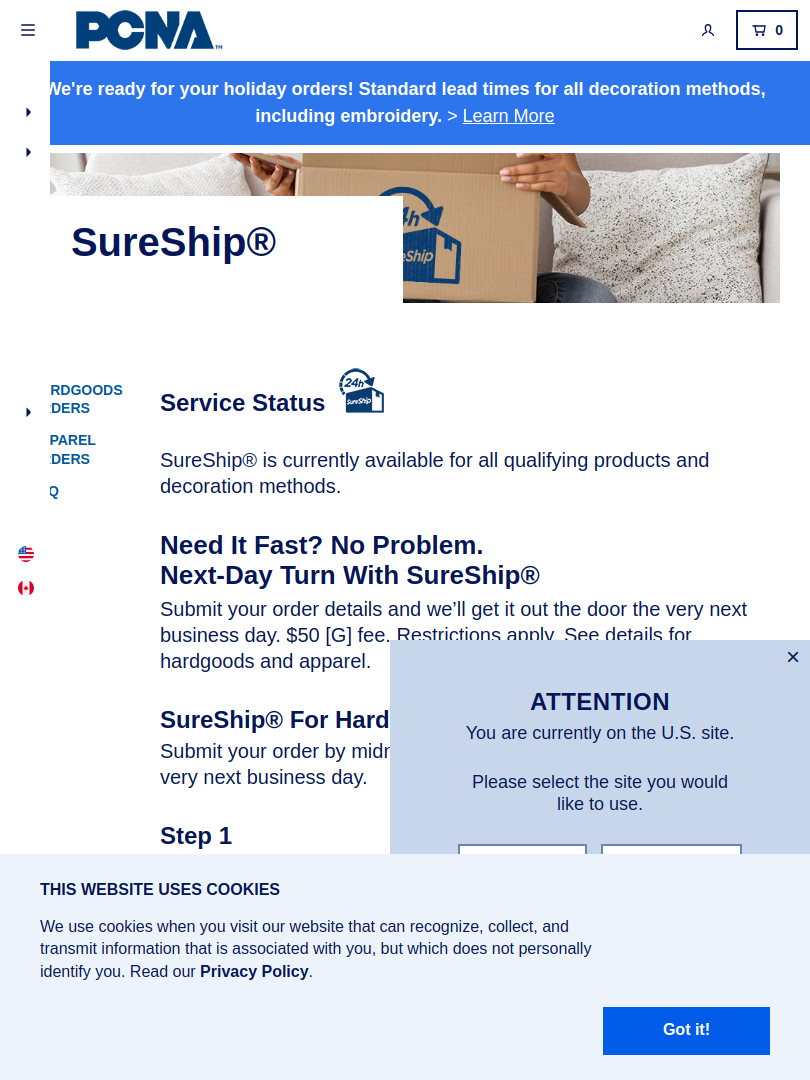 PCNA™
0
We're ready for your holiday orders! Standard lead times for all decoration methods,
including embroidery. > Learn More
24h
SureShip®
Ship
RDGOODS
DERS
PAREL
DERS
Q
Service Status
24h
SureShip
SureShip® is currently available for all qualifying products and
decoration methods.
Need It Fast? No Problem.
Next-Day Turn With SureShip®
Submit your order details and we’ll get it out the door the very next
business day. $50 [G] fee. Restrictions apply. See details for
hardgoods and apparel.
SureShip® For Hard
Submit your order by midn
very next business day.
Step 1
×
ATTENTION
You are currently on the U.S. site.
Please select the site you would
like to use.
THIS WEBSITE USES COOKIES
We use cookies when you visit our website that can recognize, collect, and
transmit information that is associated with you, but which does not personally
identify you. Read our Privacy Policy.
Got it!